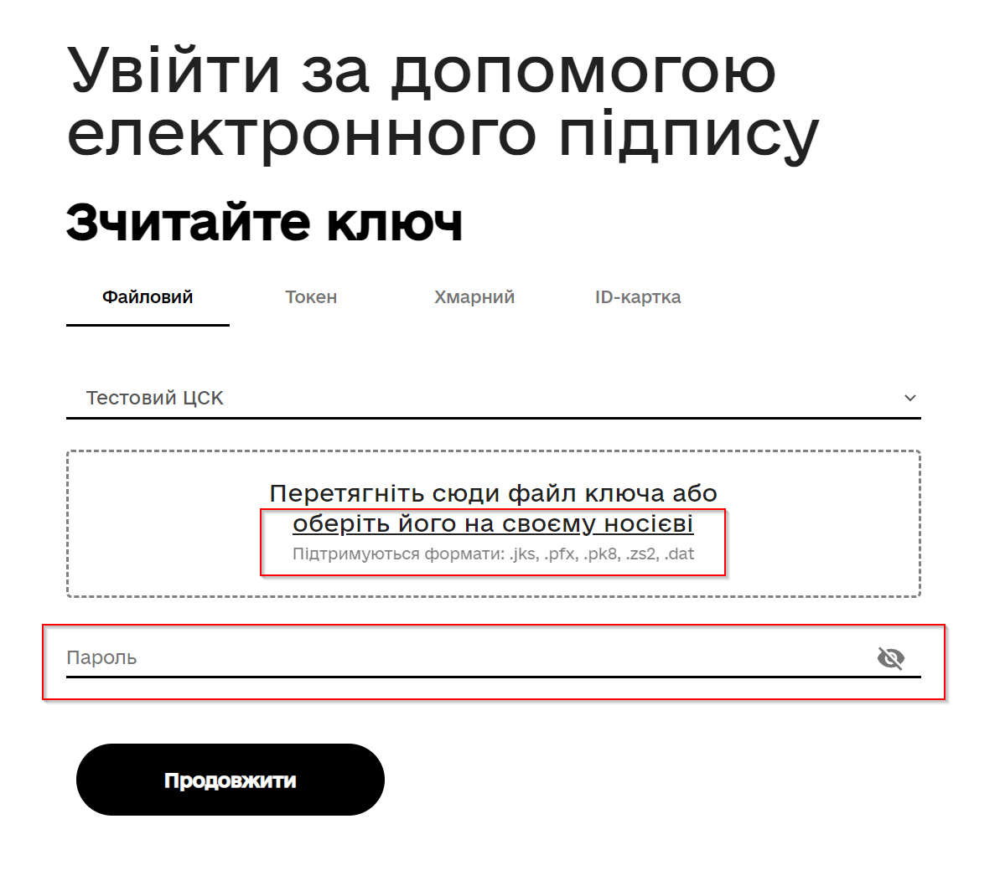 Увійти за допомогою
електронного підпису
Зчитайте ключ
Файловий Токен Хмарний ID-картка
Тестовий ЦСК
Перетягніть сюди файл ключа або
оберіть його на своєму носієві
Підтримуються формати: .jks, .pfx, .pk8, .zs2, .dat
Пароль
Продовжити